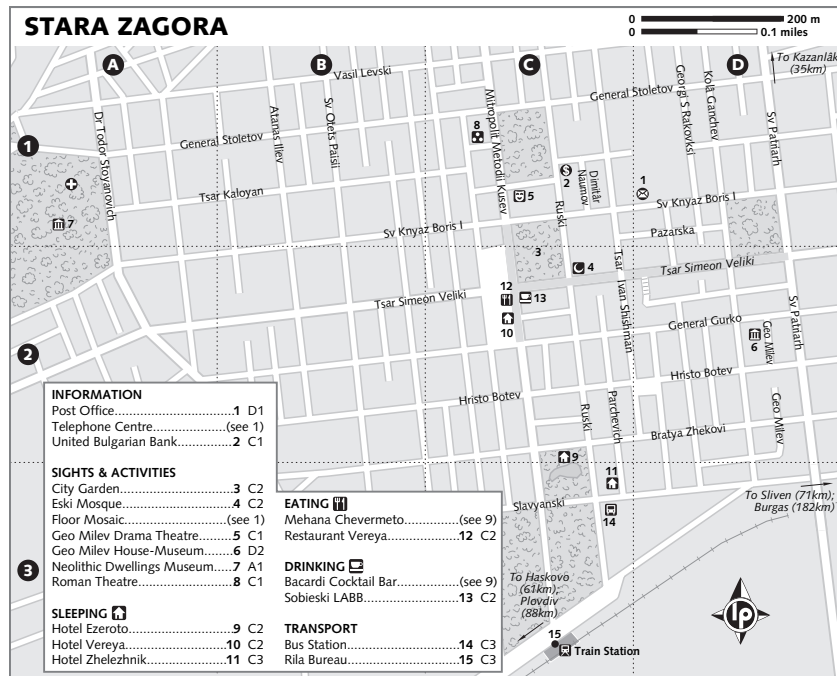 STARA ZAGORA
0 200 m
0 0.1 miles
A
B
C
D
To Kazanlâk
(35km)
Vasil Levski
General Stoletov
Georgi S Rakovksi
Kola Ganchev
Sv Patriarh
Dr Todor Stoyanovich
Atanas Iliev
Sv Otets Paisii
Mitropolit Metodii Kusev
8
1
General Stoletov
2
Dimitâr
Naumov
1
Tsar Kaloyan
5
Ruski
Sv Knyaz Boris I
7
Sv Knyaz Boris I
Pazarska
3
4
Tsar Simeon Veliki
Tsar Ivan Shishman
12
13
Tsar Simeon Veliki
10
General Gurko
Sv Patriarh
2
6
Geo Milev
Hristo Botev
Hristo Botev
Ruski
Parchevich
Geo Milev
Bratya Zhekovi
9
11
Slavyanski
14
To Sliven (71km);
Burgas (182km)
3
To Haskovo
(61km);
Plovdiv
(88km)
15
Train Station
lp
INFORMATION
Post Office 1 D1
Telephone Centre (see 1)
United Bulgarian Bank 2 C1
SIGHTS & ACTIVITIES
City Garden 3 C2
Eski Mosque 4 C2
Floor Mosaic (see 1)
Geo Milev Drama Theatre 5 C1
Geo Milev House-Museum 6 D2
Neolithic Dwellings Museum 7 A1
Roman Theatre 8 C1
SLEEPING
Hotel Ezeroto 9 C2
Hotel Vereya 10 C2
Hotel Zhelezhnik 11 C3
EATING
Mehana Chevermeto (see 9)
Restaurant Vereya 12 C2
DRINKING
Bacardi Cocktail Bar (see 9)
Sobieski LABB 13 C2
TRANSPORT
Bus Station 14 C3
Rila Bureau 15 C3